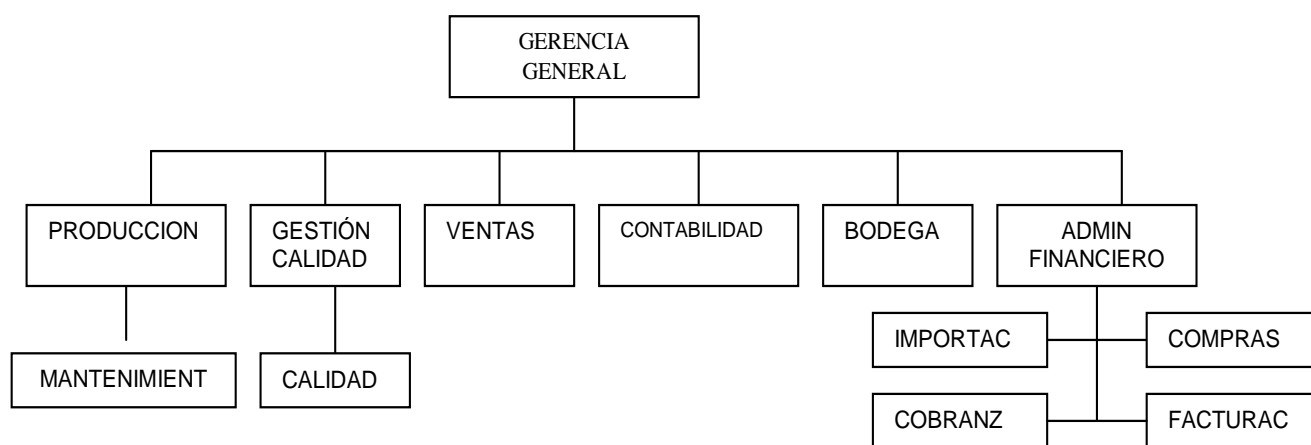 GERENCIA
GENERAL
PRODUCCION
GESTIÓN
CALIDAD
VENTAS
CONTABILIDAD
BODEGA
ADMIN
FINANCIERO
IMPORTAC
COMPRAS
MANTENIMIENT
CALIDAD
COBRANZ
FACTURAC